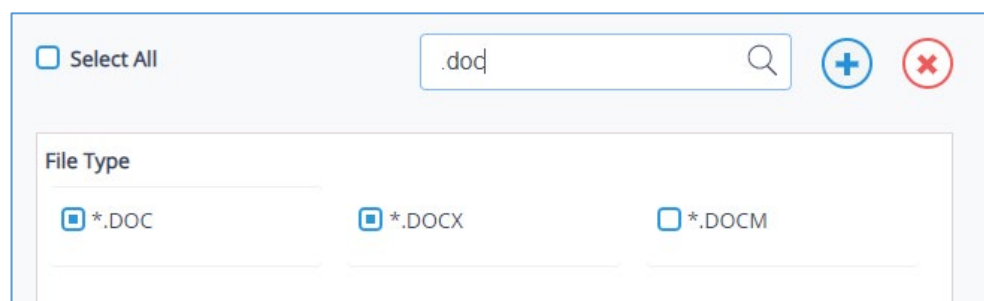 Select All
.doc
File Type
*.DOC
*.DOCX
*.DOCM